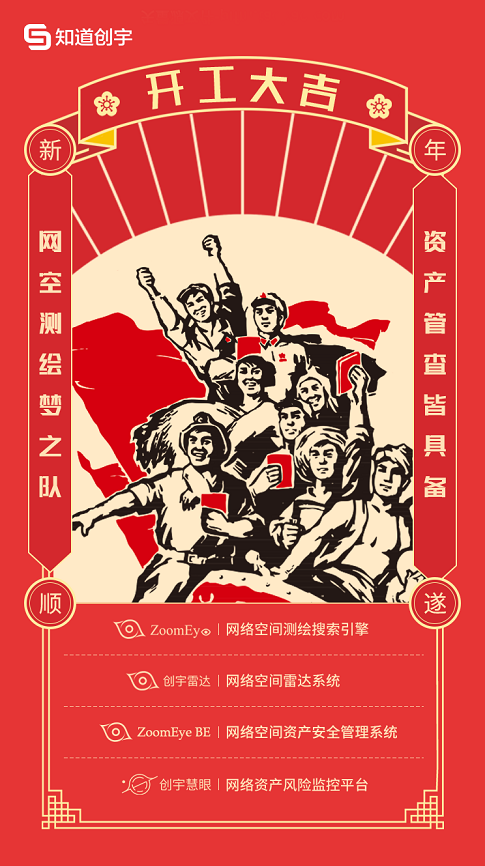 知道创宇
开工大吉
新年
网空测绘梦之队
资产管查皆具备
顺遂
ZoomEye | 网络空间测绘搜索引擎
创宇雷达 | 网络空间雷达系统
ZoomEye BE | 网络空间资产安全管理系统
创宇慧眼 | 网络资产风险监控平台